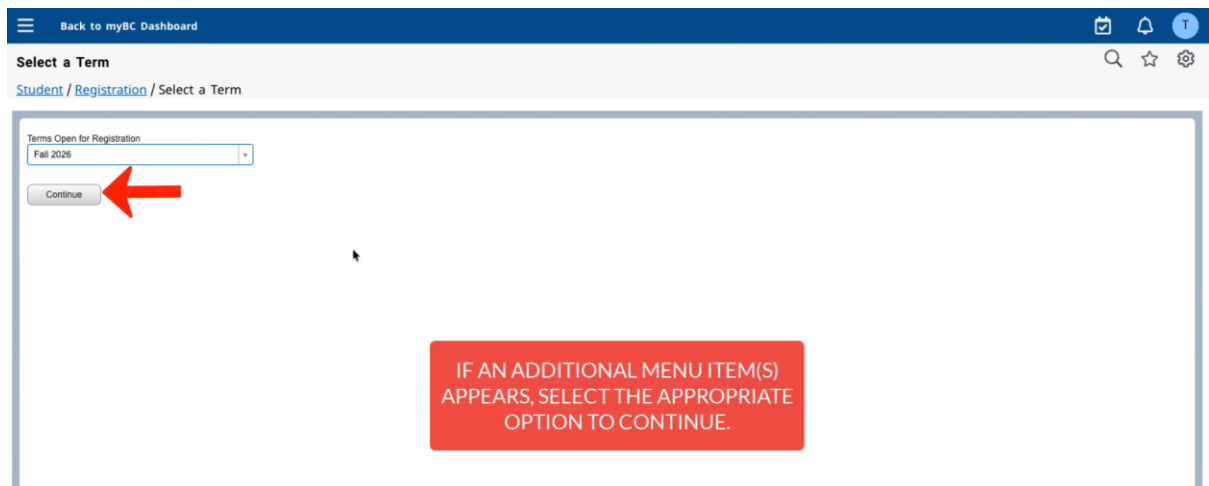 Back to myBC Dashboard
T
Select a Term
Student / Registration / Select a Term
Terms Open for Registration
Fall 2026
Continue
IF AN ADDITIONAL MENU ITEM(S)
APPEARS, SELECT THE APPROPRIATE
OPTION TO CONTINUE.